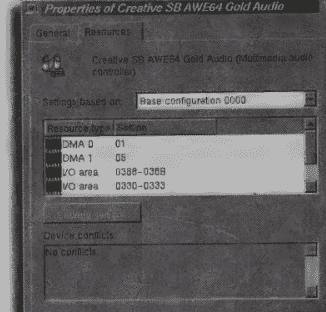 Properties of Creative SB AWE64 Gold Audio
General Resources
Creative SB AWE64 Gold Audio (Multimedia audio
controller)
Settings based on: Base configuration 0000
Resource type Setting
DMA 0 01
DMA 1 05
I/O area 0388-038B
I/O area 0330-0333
Device conflicts:
No conflicts.